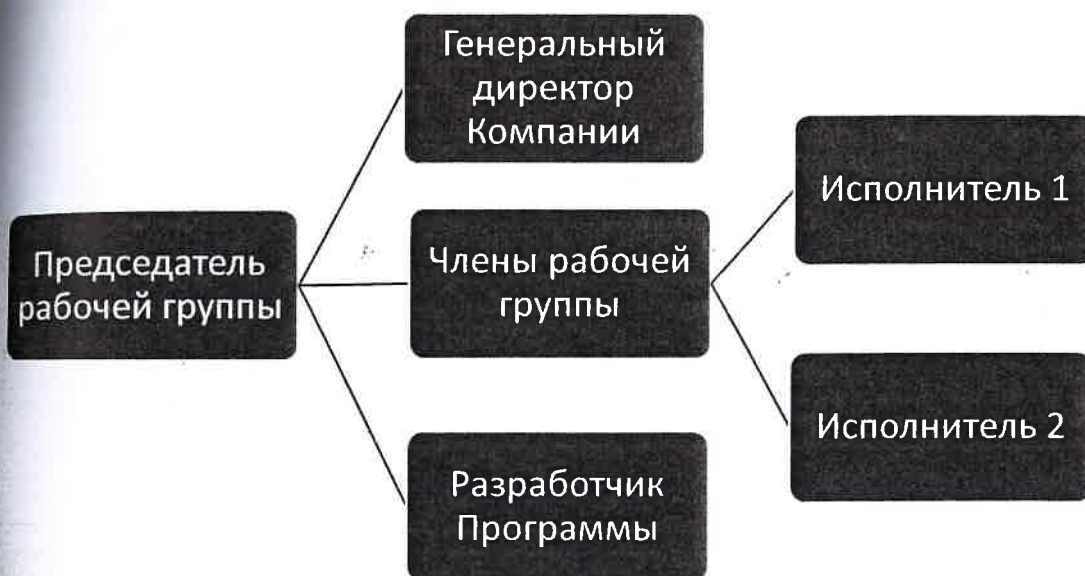 Генеральный
директор
Компании
Исполнитель 1
Председатель
рабочей группы
Члены рабочей
группы
Исполнитель 2
Разработчик
Программы